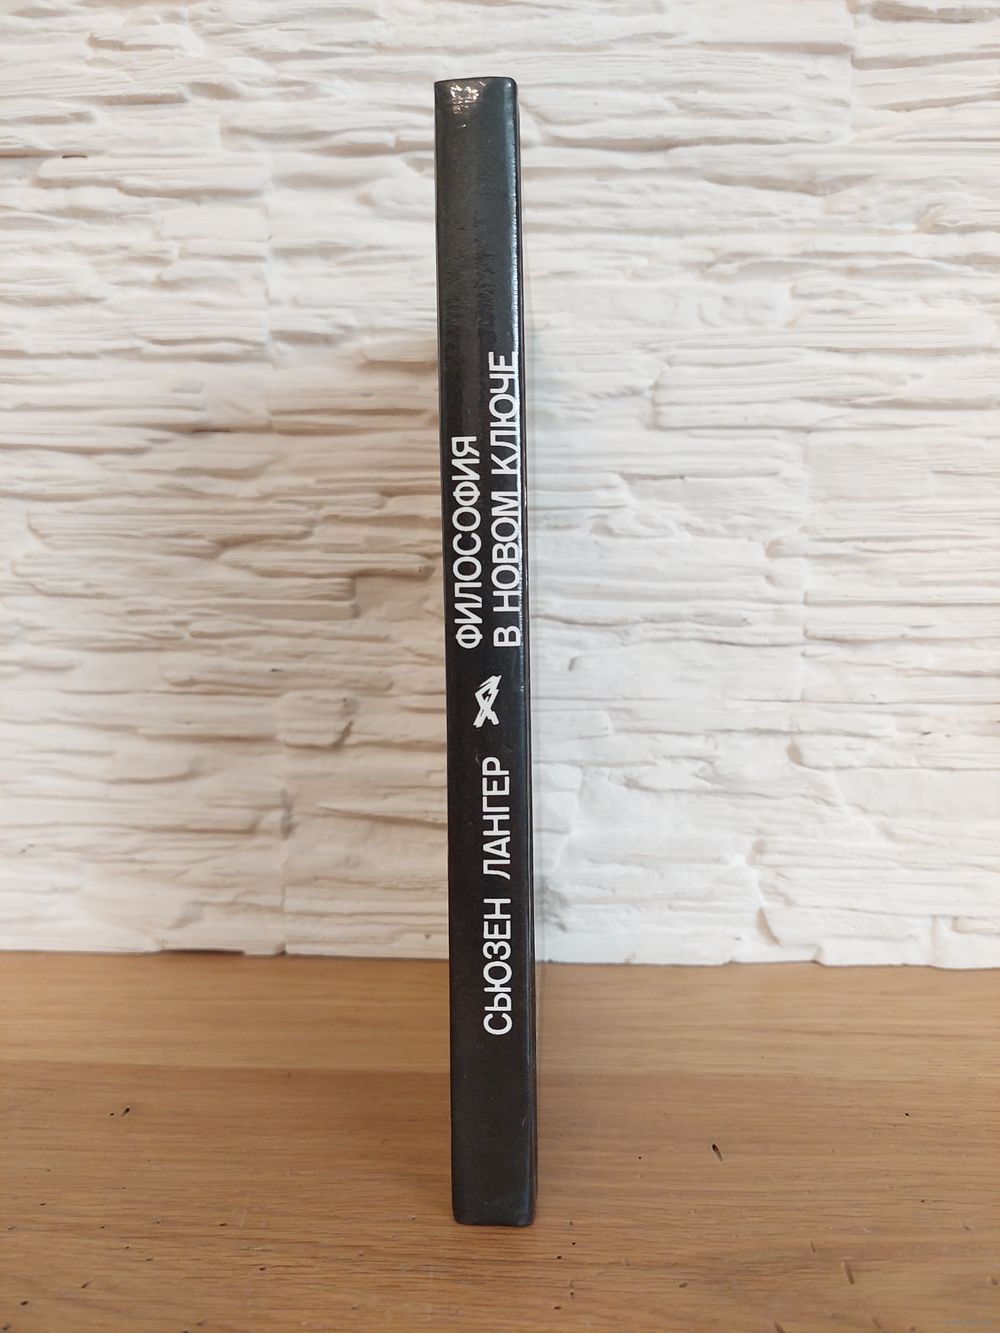 СЬЮЗЕН ЛАНГЕР
ФИЛОСОФИЯ
В НОВОМ КЛЮЧЕ